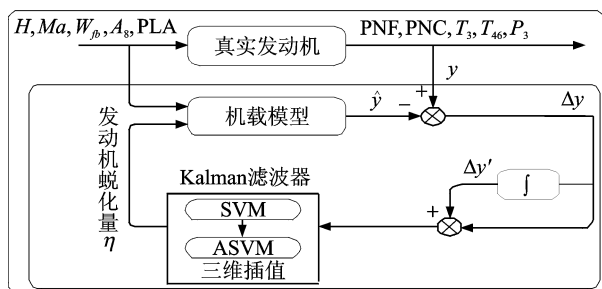 H, Ma, W_fb, A_8, PLA
真实发动机
PNF, PNC, T_3, T_46, P_3
y
机载模型
ŷ
−
+
Δy
发动机蜕化量η
Kalman滤波器
SVM
ASVM
三维插值
+
Δy′
∫